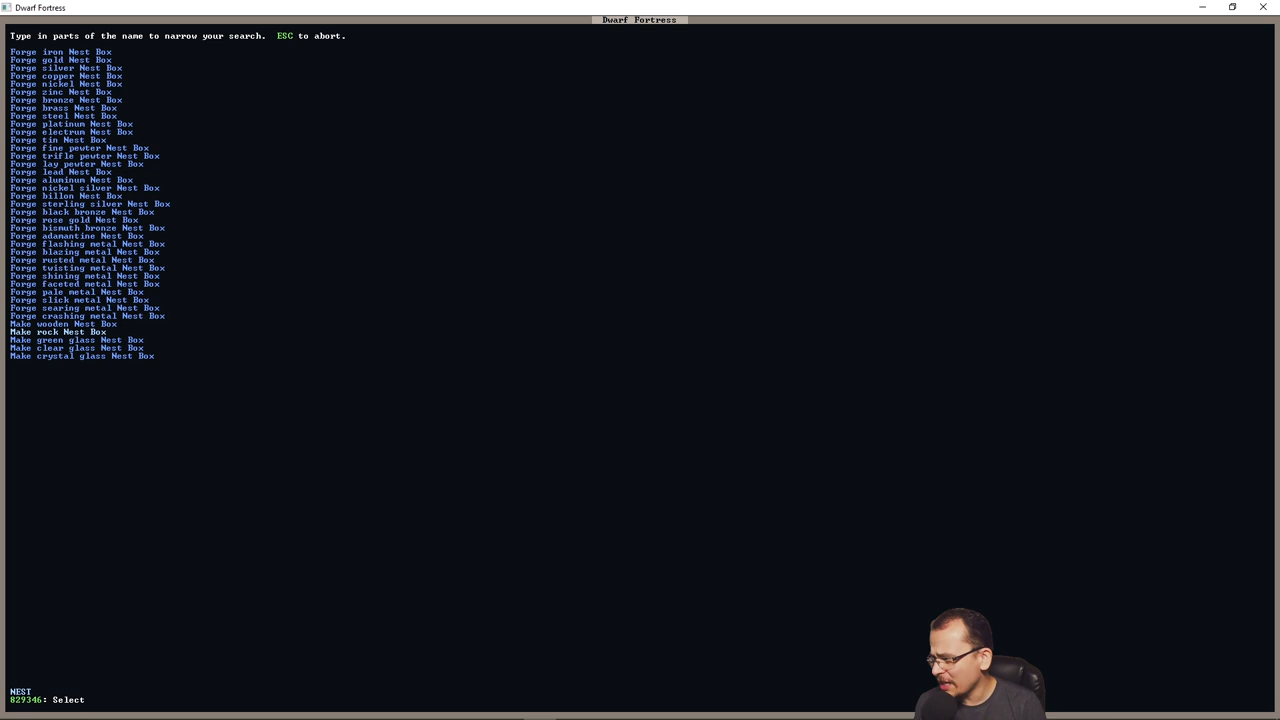 Dwarf Fortress
Dwarf Fortress
Type in parts of the name to narrow your search.  ESC to abort.
Forge iron Nest Box
Forge gold Nest Box
Forge silver Nest Box
Forge copper Nest Box
Forge nickel Nest Box
Forge zinc Nest Box
Forge bronze Nest Box
Forge brass Nest Box
Forge steel Nest Box
Forge platinum Nest Box
Forge electrum Nest Box
Forge tin Nest Box
Forge fine pewter Nest Box
Forge trifle pewter Nest Box
Forge lay pewter Nest Box
Forge lead Nest Box
Forge aluminum Nest Box
Forge nickel silver Nest Box
Forge billon Nest Box
Forge sterling silver Nest Box
Forge black bronze Nest Box
Forge rose gold Nest Box
Forge bismuth bronze Nest Box
Forge adamantine Nest Box
Forge flashing metal Nest Box
Forge blazing metal Nest Box
Forge rusted metal Nest Box
Forge twisting metal Nest Box
Forge shining metal Nest Box
Forge faceted metal Nest Box
Forge pale metal Nest Box
Forge slick metal Nest Box
Forge searing metal Nest Box
Forge crashing metal Nest Box
Make wooden Nest Box
Make rock Nest Box
Make green glass Nest Box
Make clear glass Nest Box
Make crystal glass Nest Box
NEST
829346: Select